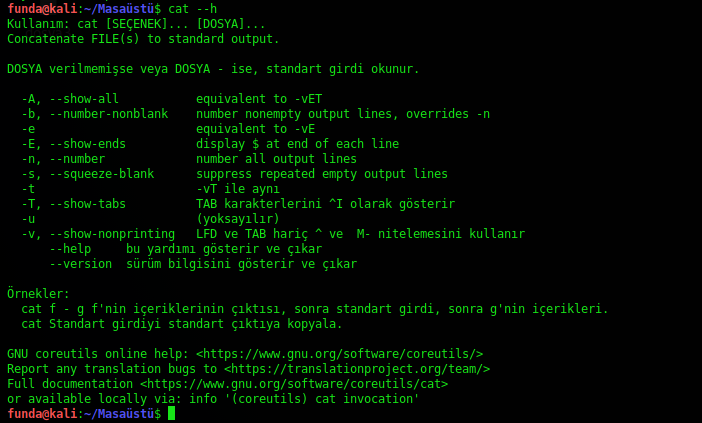 funda@kali:~/Masaüstü$ cat --h
Kullanım: cat [SEÇENEK]... [DOSYA]...
Concatenate FILE(s) to standard output.

DOSYA verilmemişse veya DOSYA - ise, standart girdi okunur.

  -A, --show-all           equivalent to -vET
  -b, --number-nonblank    number nonempty output lines, overrides -n
  -e                       equivalent to -vE
  -E, --show-ends          display $ at end of each line
  -n, --number             number all output lines
  -s, --squeeze-blank      suppress repeated empty output lines
  -t                       -vT ile aynı
  -T, --show-tabs          TAB karakterlerini ^I olarak gösterir
  -u                       (yoksayılır)
  -v, --show-nonprinting   LFD ve TAB hariç ^ ve  M- nitelemesini kullanır
      --help     bu yardımı gösterir ve çıkar
      --version  sürüm bilgisini gösterir ve çıkar

Örnekler:
  cat f - g f'nin içeriklerinin çıktısı, sonra standart girdi, sonra g'nin içerikleri.
  cat Standart girdiyi standart çıktıya kopyala.

GNU coreutils online help: <https://www.gnu.org/software/coreutils/>
Report any translation bugs to <https://translationproject.org/team/>
Full documentation <https://www.gnu.org/software/coreutils/cat>
or available locally via: info '(coreutils) cat invocation'
funda@kali:~/Masaüstü$